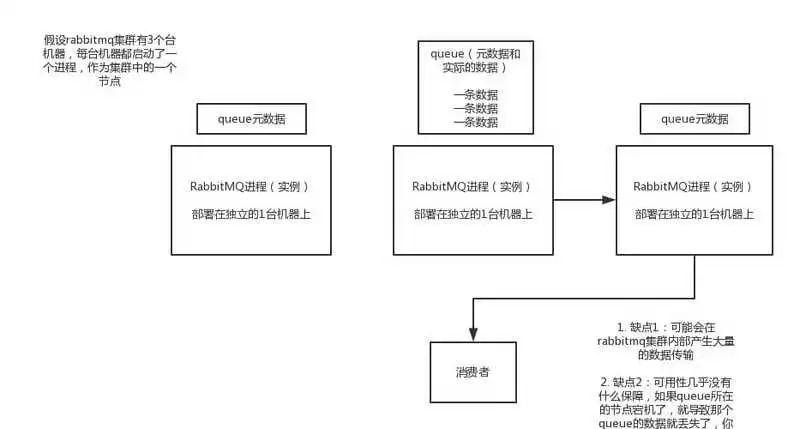 假设rabbitmq集群有3个台
机器，每台机器都启动了一
个进程，作为集群中的一个
节点
queue元数据
queue（元数据和
实际的数据）
一条数据
一条数据
一条数据
queue元数据
RabbitMQ进程（实例）
部署在独立的1台机器上
RabbitMQ进程（实例）
部署在独立的1台机器上
RabbitMQ进程（实例）
部署在独立的1台机器上
消费者
1. 缺点1：可能会在
rabbitmq集群内部产生大量
的数据传输
2. 缺点2：可用性几乎没有
什么保障，如果queue所在
的节点宕机了，就导致那个
queue的数据就丢失了，你